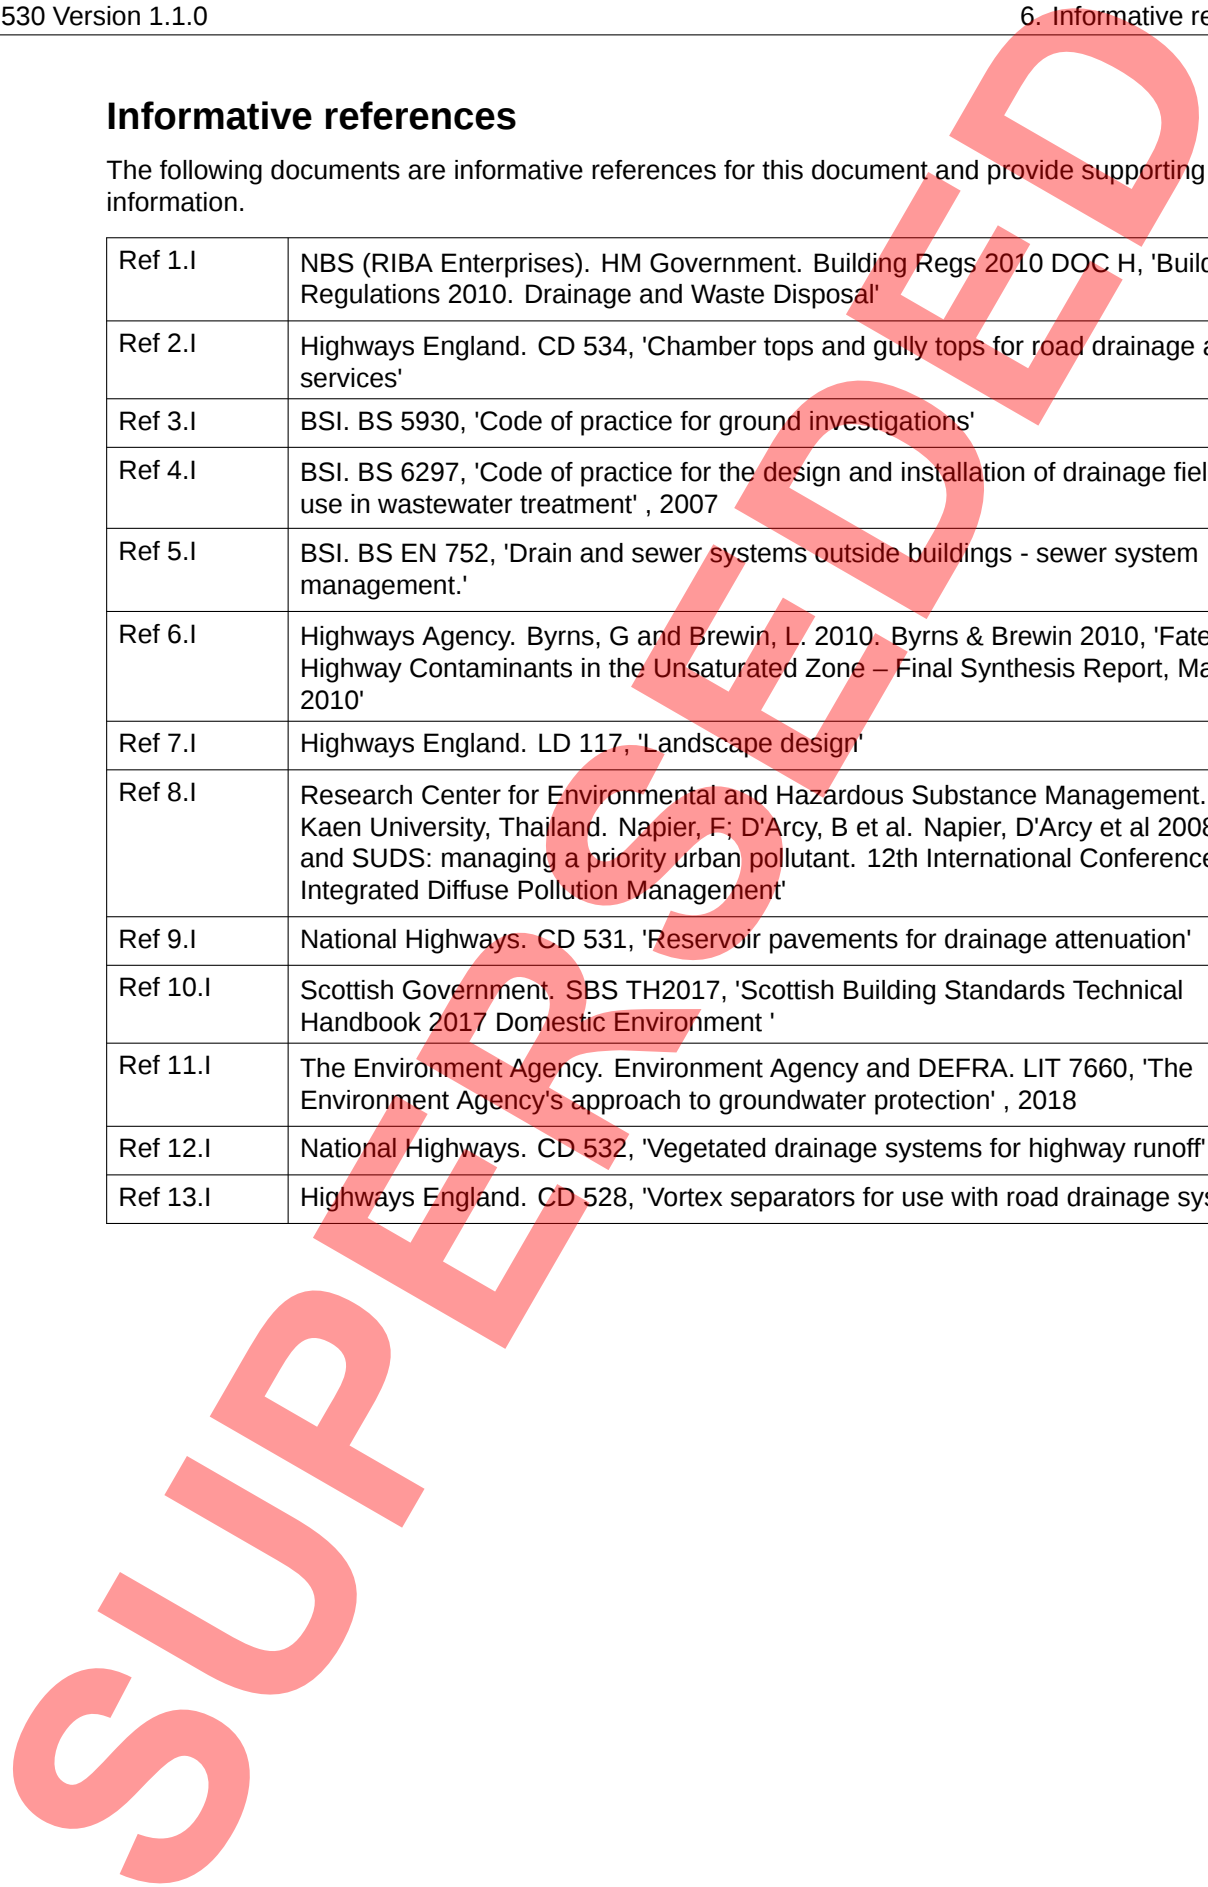 530 Version 1.1.0
6. Informative re
Informative references
The following documents are informative references for this document and provide supporting
information.
Ref 1.I
NBS (RIBA Enterprises). HM Government. Building Regs 2010 DOC H, 'Build
Regulations 2010. Drainage and Waste Disposal'
Ref 2.I
Highways England. CD 534, 'Chamber tops and gully tops for road drainage a
services'
Ref 3.I
BSI. BS 5930, 'Code of practice for ground investigations'
Ref 4.I
BSI. BS 6297, 'Code of practice for the design and installation of drainage fiel
use in wastewater treatment' , 2007
Ref 5.I
BSI. BS EN 752, 'Drain and sewer systems outside buildings - sewer system
management.'
Ref 6.I
Highways Agency. Byrns, G and Brewin, L. 2010. Byrns & Brewin 2010, 'Fate
Highway Contaminants in the Unsaturated Zone – Final Synthesis Report, Ma
2010'
Ref 7.I
Highways England. LD 117, 'Landscape design'
Ref 8.I
Research Center for Environmental and Hazardous Substance Management.
Kaen University, Thailand. Napier, F; D'Arcy, B et al. Napier, D'Arcy et al 2008
and SUDS: managing a priority urban pollutant. 12th International Conference
Integrated Diffuse Pollution Management'
Ref 9.I
National Highways. CD 531, 'Reservoir pavements for drainage attenuation'
Ref 10.I
Scottish Government. SBS TH2017, 'Scottish Building Standards Technical
Handbook 2017 Domestic Environment '
Ref 11.I
The Environment Agency. Environment Agency and DEFRA. LIT 7660, 'The
Environment Agency's approach to groundwater protection' , 2018
Ref 12.I
National Highways. CD 532, 'Vegetated drainage systems for highway runoff'
Ref 13.I
Highways England. CD 528, 'Vortex separators for use with road drainage sys
SUPERSEDED